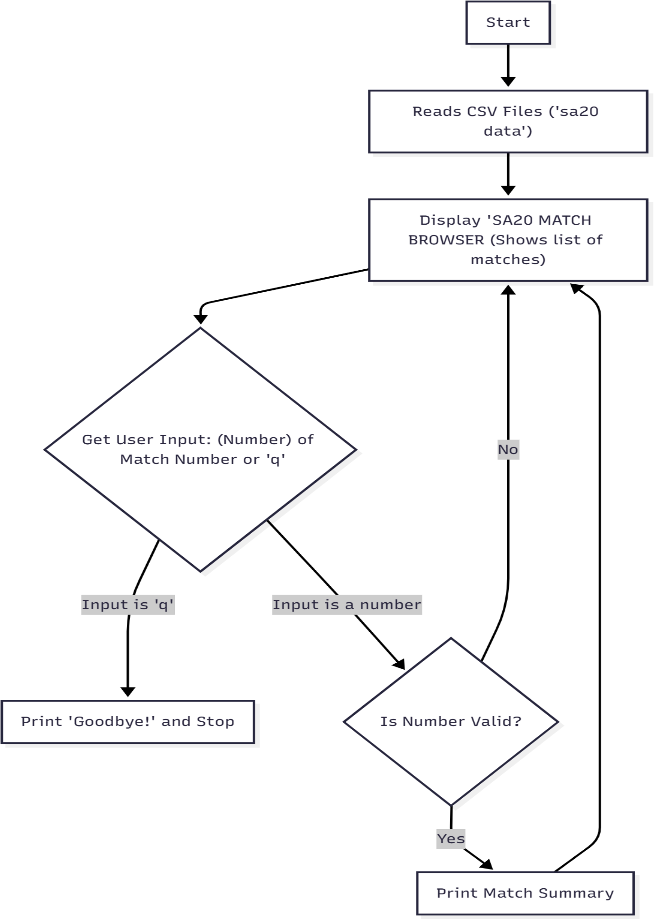 Start
Reads CSV Files ('sa20
data')
Display 'SA20 MATCH
BROWSER (Shows list of
matches)
Get User Input: (Number) of
Match Number or 'q'
No
Input is 'q'
Input is a number
Print 'Goodbye!' and Stop
Is Number Valid?
Yes
Print Match Summary